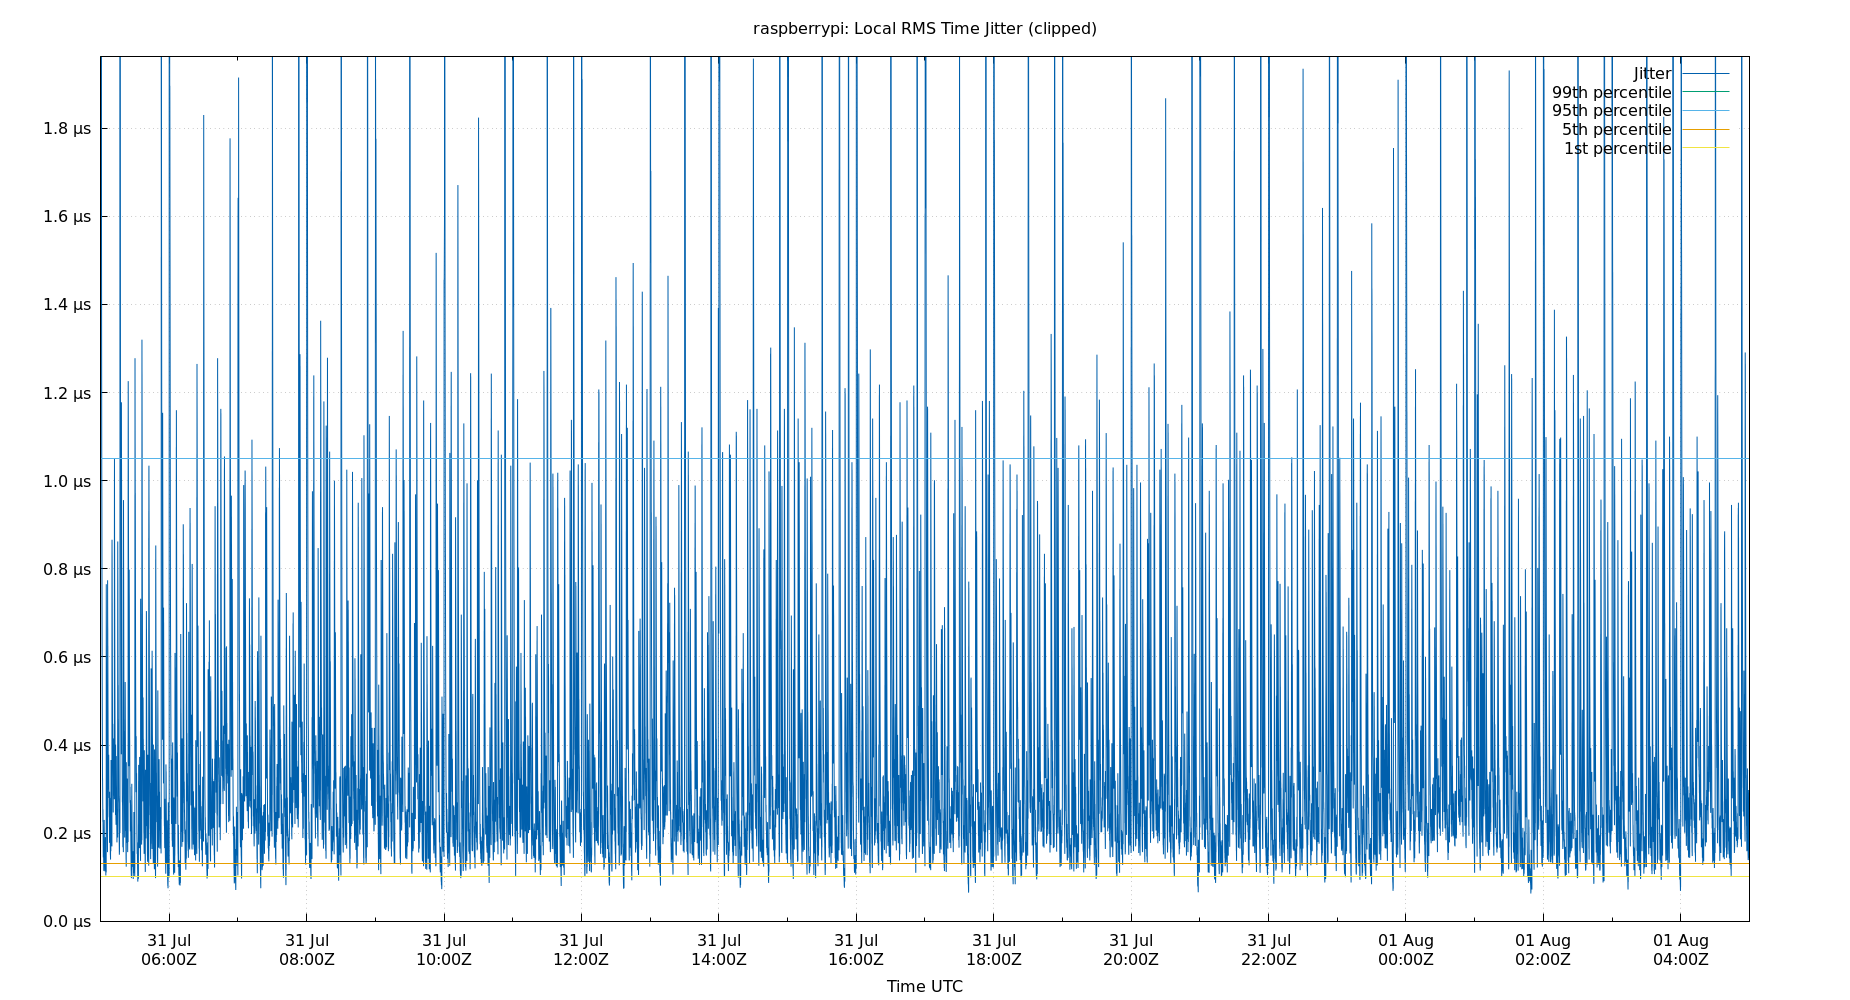 raspberrypi: Local RMS Time Jitter (clipped)
Jitter
99th percentile
95th percentile
5th percentile
1st percentile
1.8 µs
1.6 µs
1.4 µs
1.2 µs
1.0 µs
0.8 µs
0.6 µs
0.4 µs
0.2 µs
0.0 µs
31 Jul 31 Jul 31 Jul 31 Jul 31 Jul 31 Jul 31 Jul 31 Jul 31 Jul 01 Aug 01 Aug 01 Aug
06:00Z 08:00Z 10:00Z 12:00Z 14:00Z 16:00Z 18:00Z 20:00Z 22:00Z 00:00Z 02:00Z 04:00Z
Time UTC